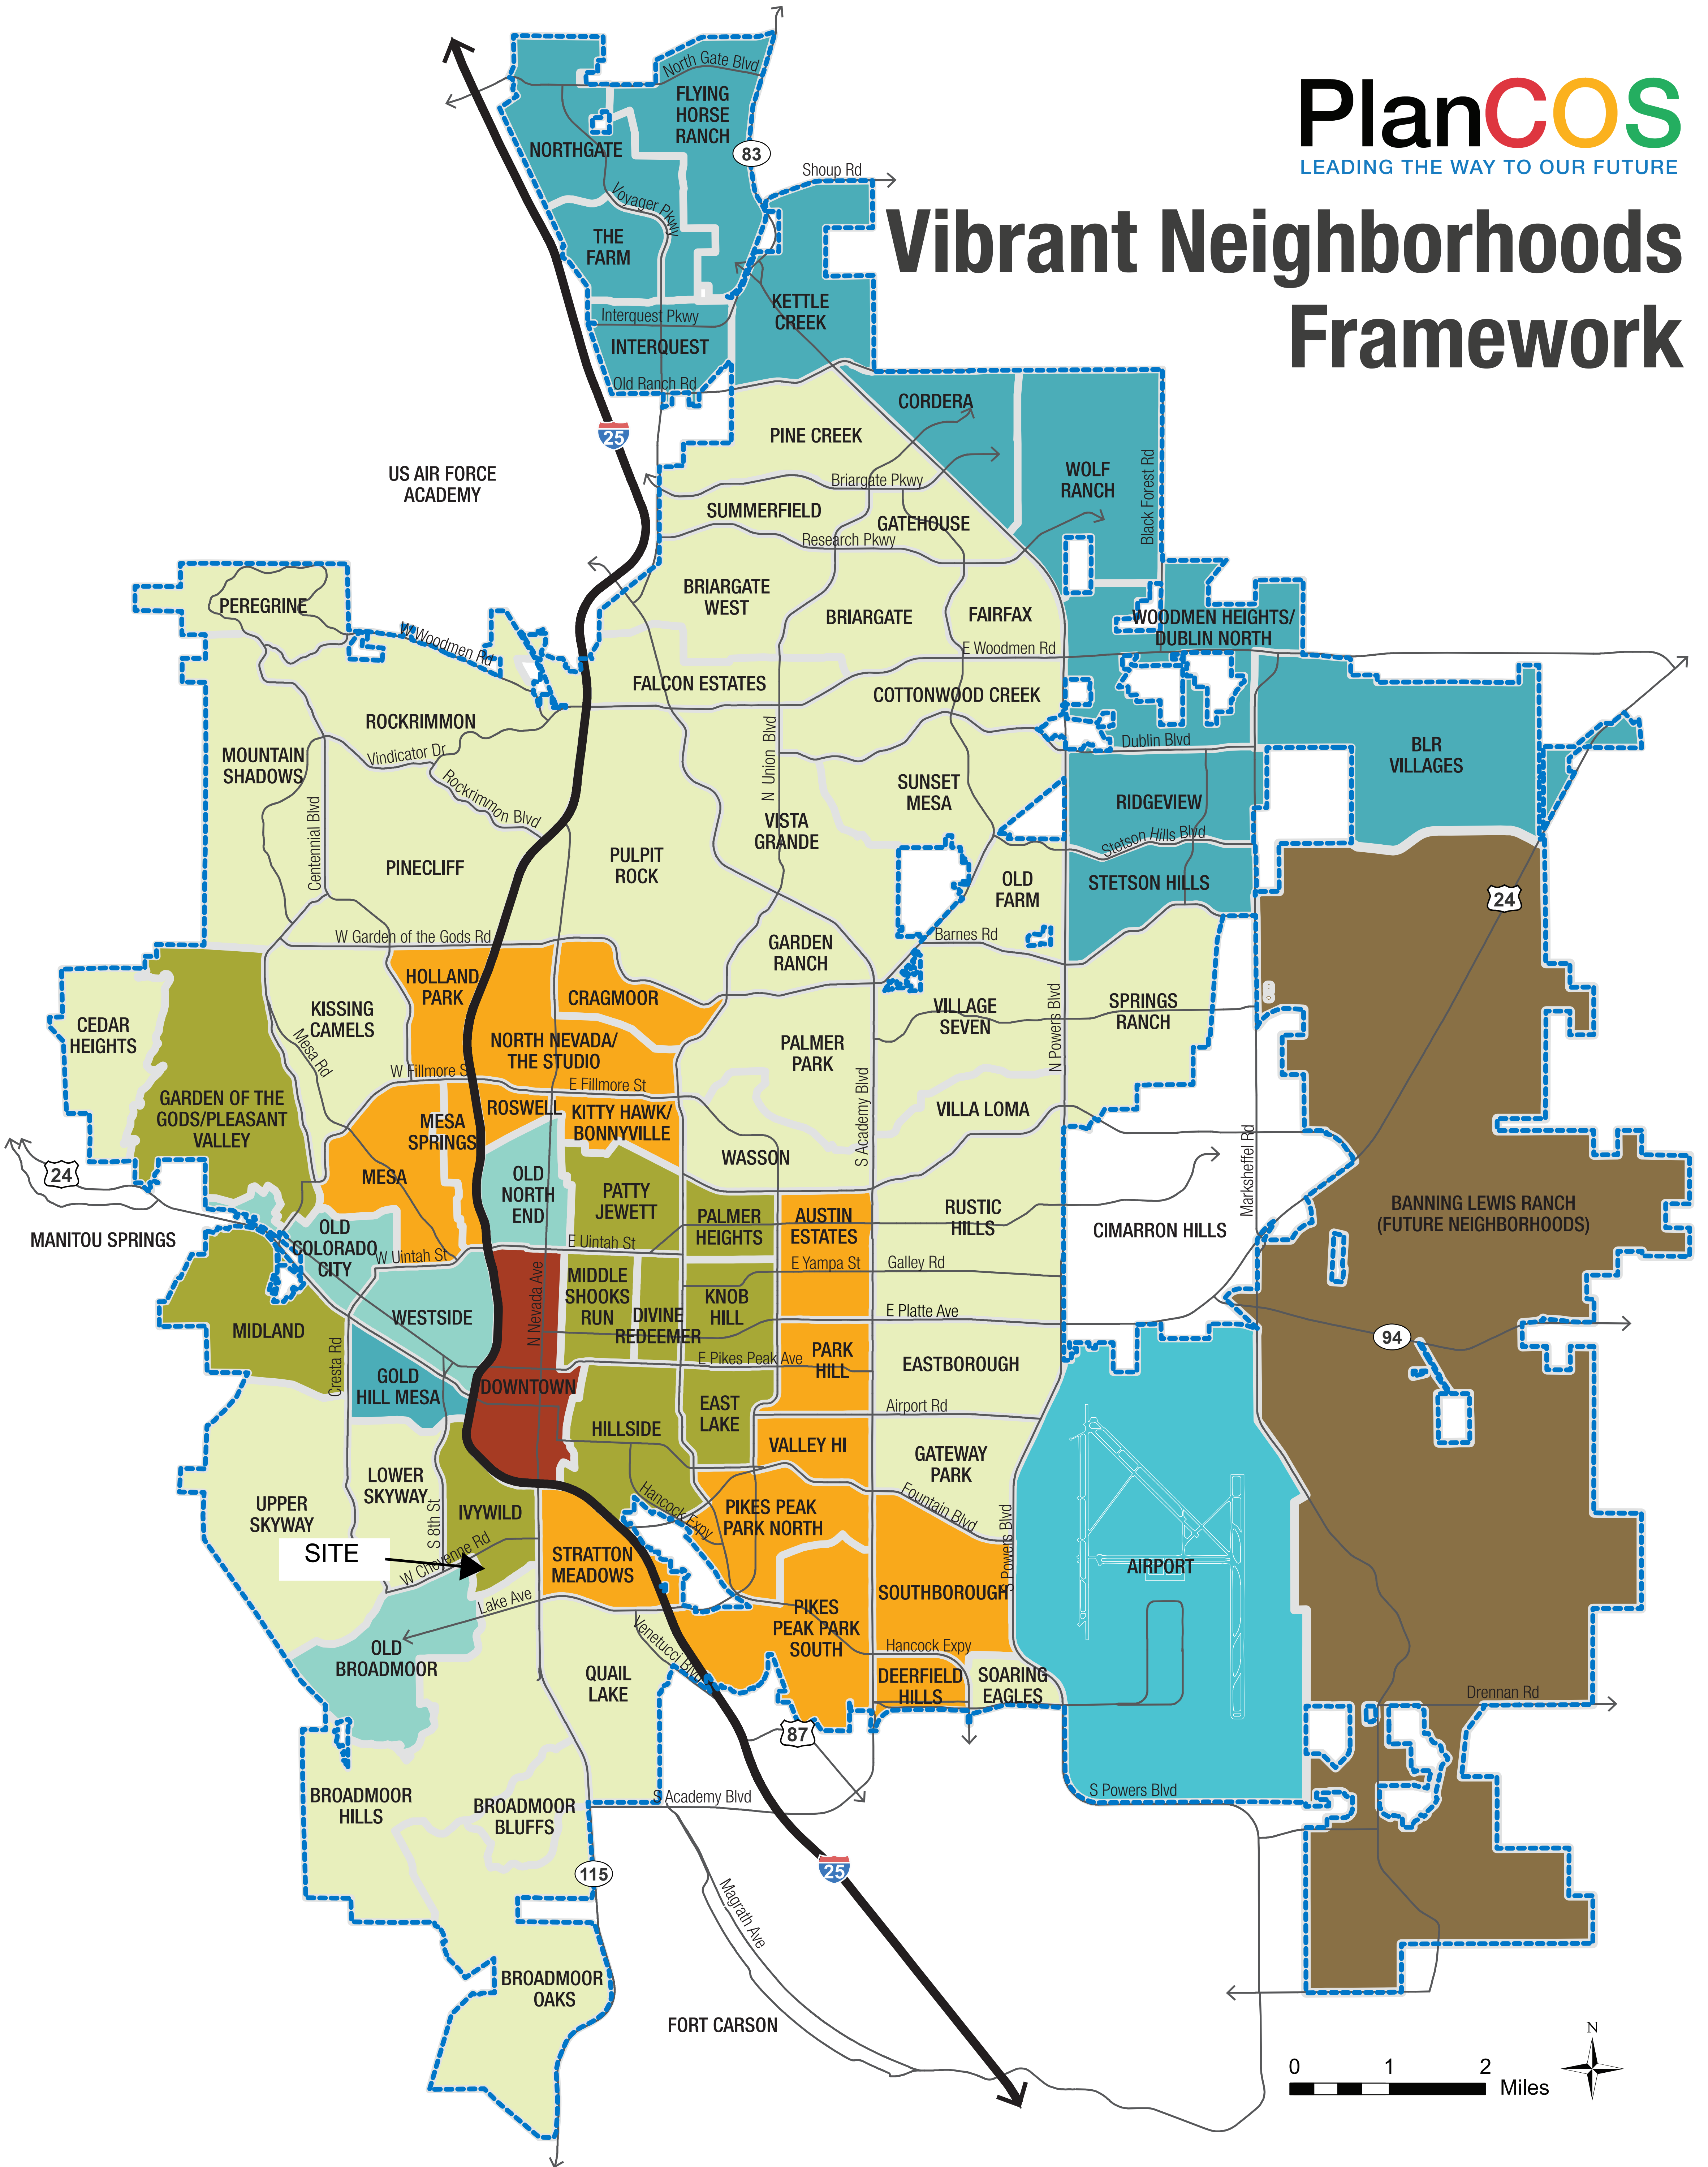 PlanCOS
LEADING THE WAY TO OUR FUTURE
Vibrant Neighborhoods
Framework
North Gate Blvd
FLYING
HORSE
RANCH
NORTHGATE
83
Shoup Rd
Voyager Pkwy
THE
FARM
KETTLE
CREEK
Interquest Pkwy
INTERQUEST
Old Ranch Rd
CORDERA
25
PINE CREEK
US AIR FORCE
ACADEMY
WOLF
RANCH
Black Forest Rd
Briargate Pkwy
SUMMERFIELD
GATEHOUSE
Research Pkwy
BRIARGATE
WEST
BRIARGATE
FAIRFAX
PEREGRINE
W Woodmen Rd
WOODMEN HEIGHTS/
DUBLIN NORTH
E Woodmen Rd
FALCON ESTATES
COTTONWOOD CREEK
ROCKRIMMON
MOUNTAIN
SHADOWS
Vindicator Dr
Rockrimmon Blvd
N Union Blvd
Dublin Blvd
BLR
VILLAGES
SUNSET
MESA
RIDGEVIEW
Centennial Blvd
VISTA
GRANDE
Stetson Hills Blvd
PINECLIFF
PULPIT
ROCK
OLD
FARM
STETSON HILLS
24
W Garden of the Gods Rd
GARDEN
RANCH
Barnes Rd
HOLLAND
PARK
CRAGMOOR
KISSING
CAMELS
CEDAR
HEIGHTS
VILLAGE
SEVEN
SPRINGS
RANCH
N Powers Blvd
Mesa Rd
NORTH NEVADA/
THE STUDIO
PALMER
PARK
W Fillmore St
E Fillmore St
GARDEN OF THE
GODS/PLEASANT
VALLEY
MESA
SPRINGS
ROSWELL
KITTY HAWK/
BONNYVILLE
S Academy Blvd
VILLA LOMA
WASSON
Marksheffel Rd
24
MESA
OLD
NORTH
END
PATTY
JEWETT
PALMER
HEIGHTS
AUSTIN
ESTATES
RUSTIC
HILLS
CIMARRON HILLS
BANNING LEWIS RANCH
(FUTURE NEIGHBORHOODS)
MANITOU SPRINGS
OLD
COLORADO
CITY
W Uintah St
E Uintah St
E Yampa St
Galley Rd
N Nevada Ave
MIDDLE
SHOOKS
RUN
DIVINE
REDEEMER
KNOB
HILL
E Platte Ave
WESTSIDE
MIDLAND
94
Cresta Rd
E Pikes Peak Ave
PARK
HILL
EASTBOROUGH
GOLD
HILL MESA
DOWNTOWN
EAST
LAKE
Airport Rd
HILLSIDE
VALLEY HI
GATEWAY
PARK
LOWER
SKYWAY
UPPER
SKYWAY
S 8th St
IVYWILD
Hancock Expy
PIKES PEAK
PARK NORTH
Fountain Blvd
S Powers Blvd
SITE
W Cheyenne Rd
STRATTON
MEADOWS
AIRPORT
SOUTHBOROUGH
Lake Ave
PIKES
PEAK PARK
SOUTH
Venetucci Blvd
OLD
BROADMOOR
Hancock Expy
QUAIL
LAKE
DEERFIELD
HILLS
SOARING
EAGLES
Drennan Rd
87
S Academy Blvd
S Powers Blvd
BROADMOOR
HILLS
BROADMOOR
BLUFFS
25
115
Magrath Ave
BROADMOOR
OAKS
FORT CARSON
N
0 1 2
Miles